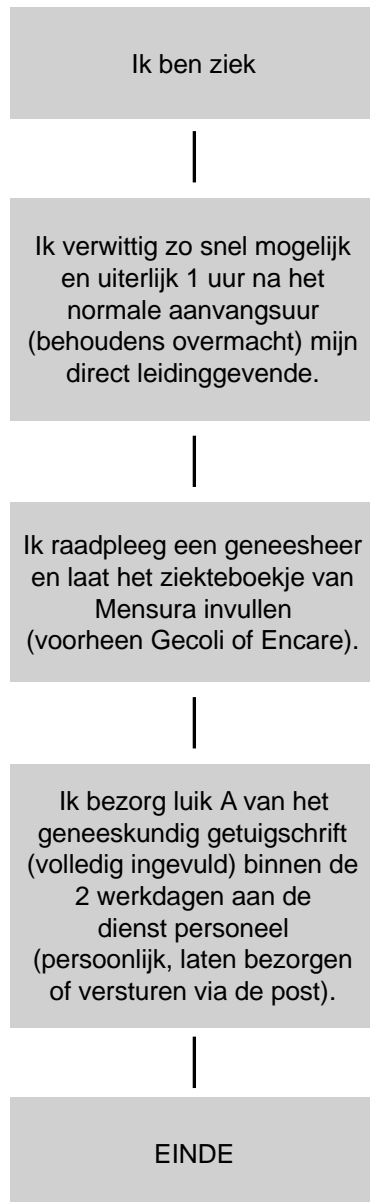 Ik ben ziek
Ik verwittig zo snel mogelijk
en uiterlijk 1 uur na het
normale aanvangsuur
(behoudens overmacht) mijn
direct leidinggevende.
Ik raadpleeg een geneesheer
en laat het ziekteboekje van
Mensura invullen
(voorheen Gecoli of Encare).
Ik bezorg luik A van het
geneeskundig getuigschrift
(volledig ingevuld) binnen de
2 werkdagen aan de
dienst personeel
(persoonlijk, laten bezorgen
of versturen via de post).
EINDE